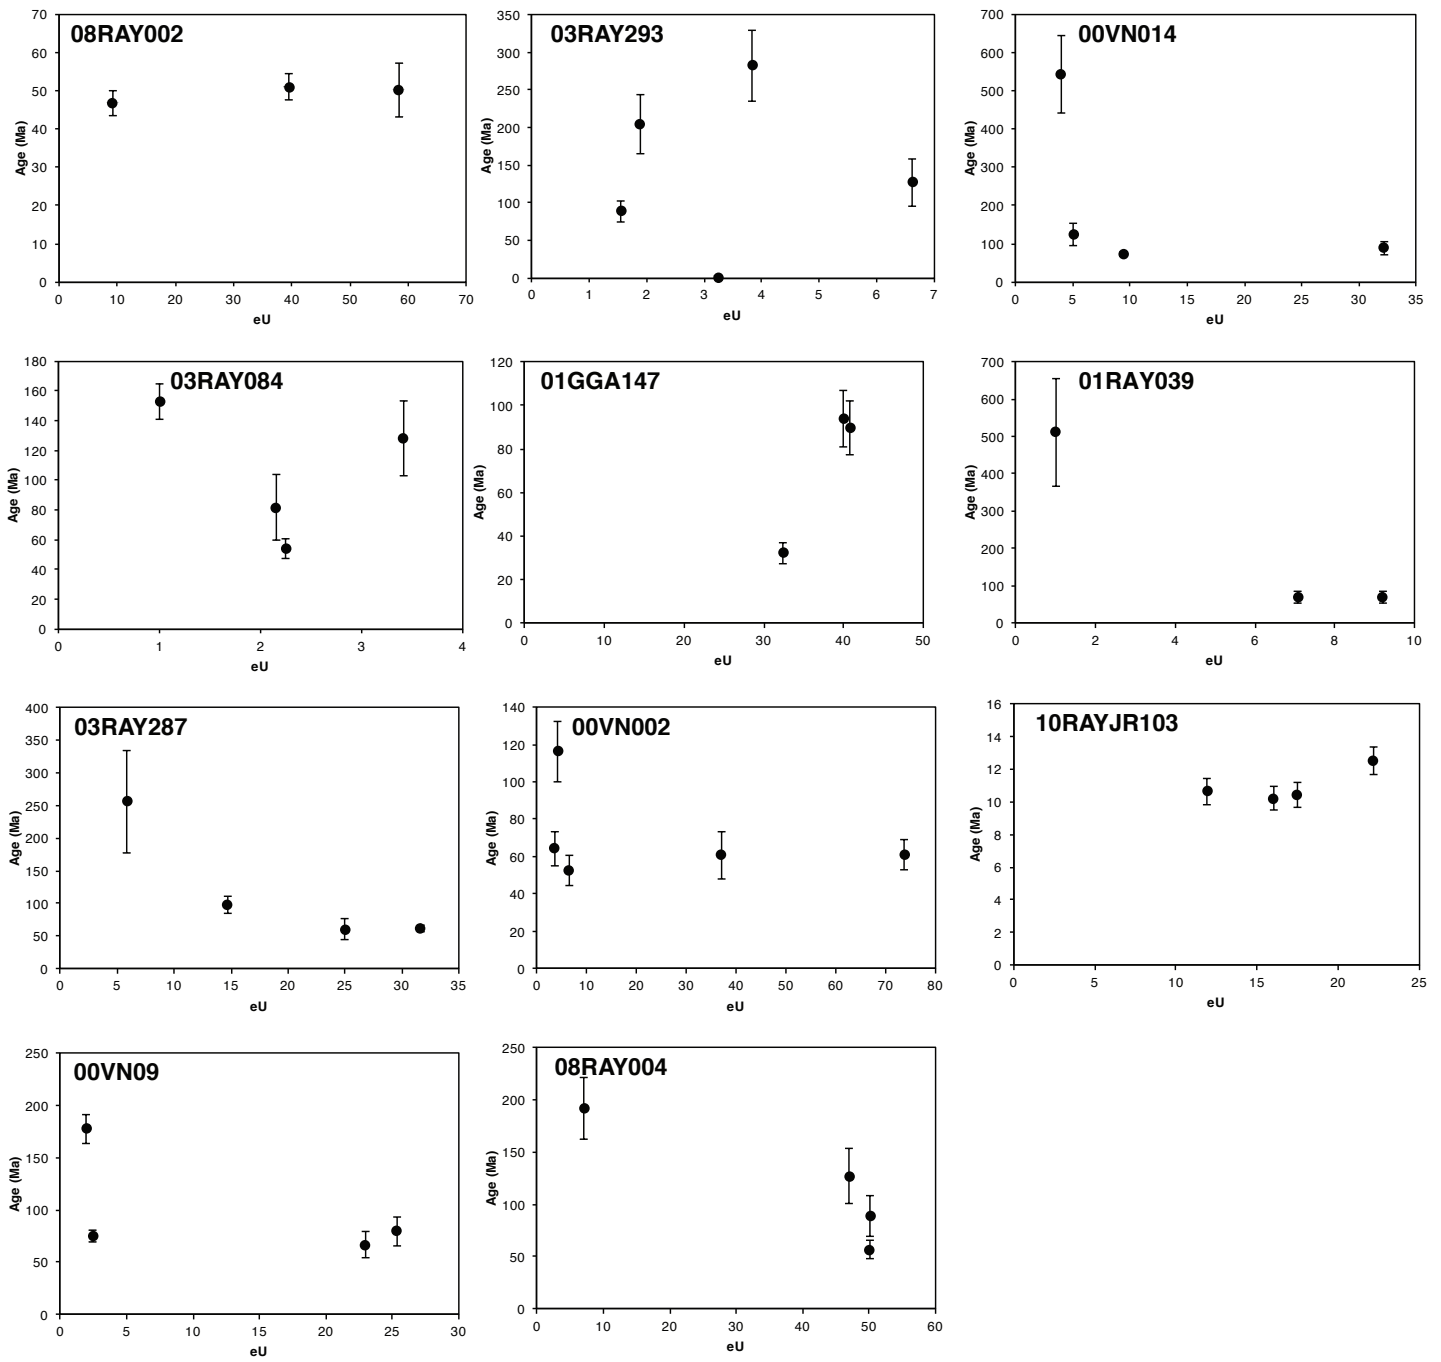 08RAY002
70
60
50
40
30
20
10
0
Age (Ma)
0 10 20 30 40 50 60 70
eU
03RAY293
350
300
250
200
150
100
50
0
Age (Ma)
0 1 2 3 4 5 6 7
eU
00VN014
700
600
500
400
300
200
100
0
Age (Ma)
0 5 10 15 20 25 30 35
eU
03RAY084
180
160
140
120
100
80
60
40
20
0
Age (Ma)
0 1 2 3 4
eU
01GGA147
120
100
80
60
40
20
0
Age (Ma)
0 10 20 30 40 50
eU
01RAY039
700
600
500
400
300
200
100
0
Age (Ma)
0 2 4 6 8 10
eU
03RAY287
400
350
300
250
200
150
100
50
0
Age (Ma)
0 5 10 15 20 25 30 35
eU
00VN002
140
120
100
80
60
40
20
0
Age (Ma)
0 10 20 30 40 50 60 70 80
eU
10RAYJR103
16
14
12
10
8
6
4
2
0
Age (Ma)
0 5 10 15 20 25
eU
00VN09
250
200
150
100
50
0
Age (Ma)
0 5 10 15 20 25 30
eU
08RAY004
250
200
150
100
50
0
Age (Ma)
0 10 20 30 40 50 60
eU